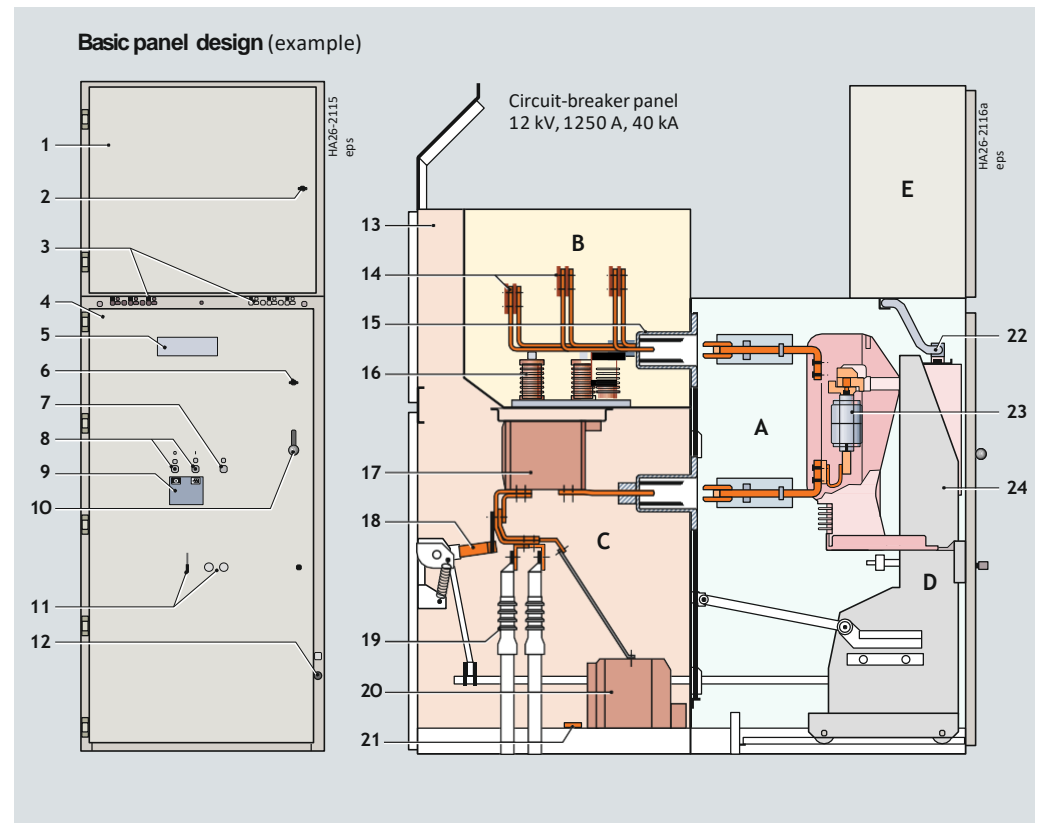 Basic panel design (example)
HA26-2115
eps
Circuit-breaker panel
12 kV, 1250 A, 40 kA
HA26-2116a
eps
1
2
3
4
5
6
7
8
9
10
11
12
13
14
15
16
17
18
19
20
21
22
23
24
A
B
C
D
E